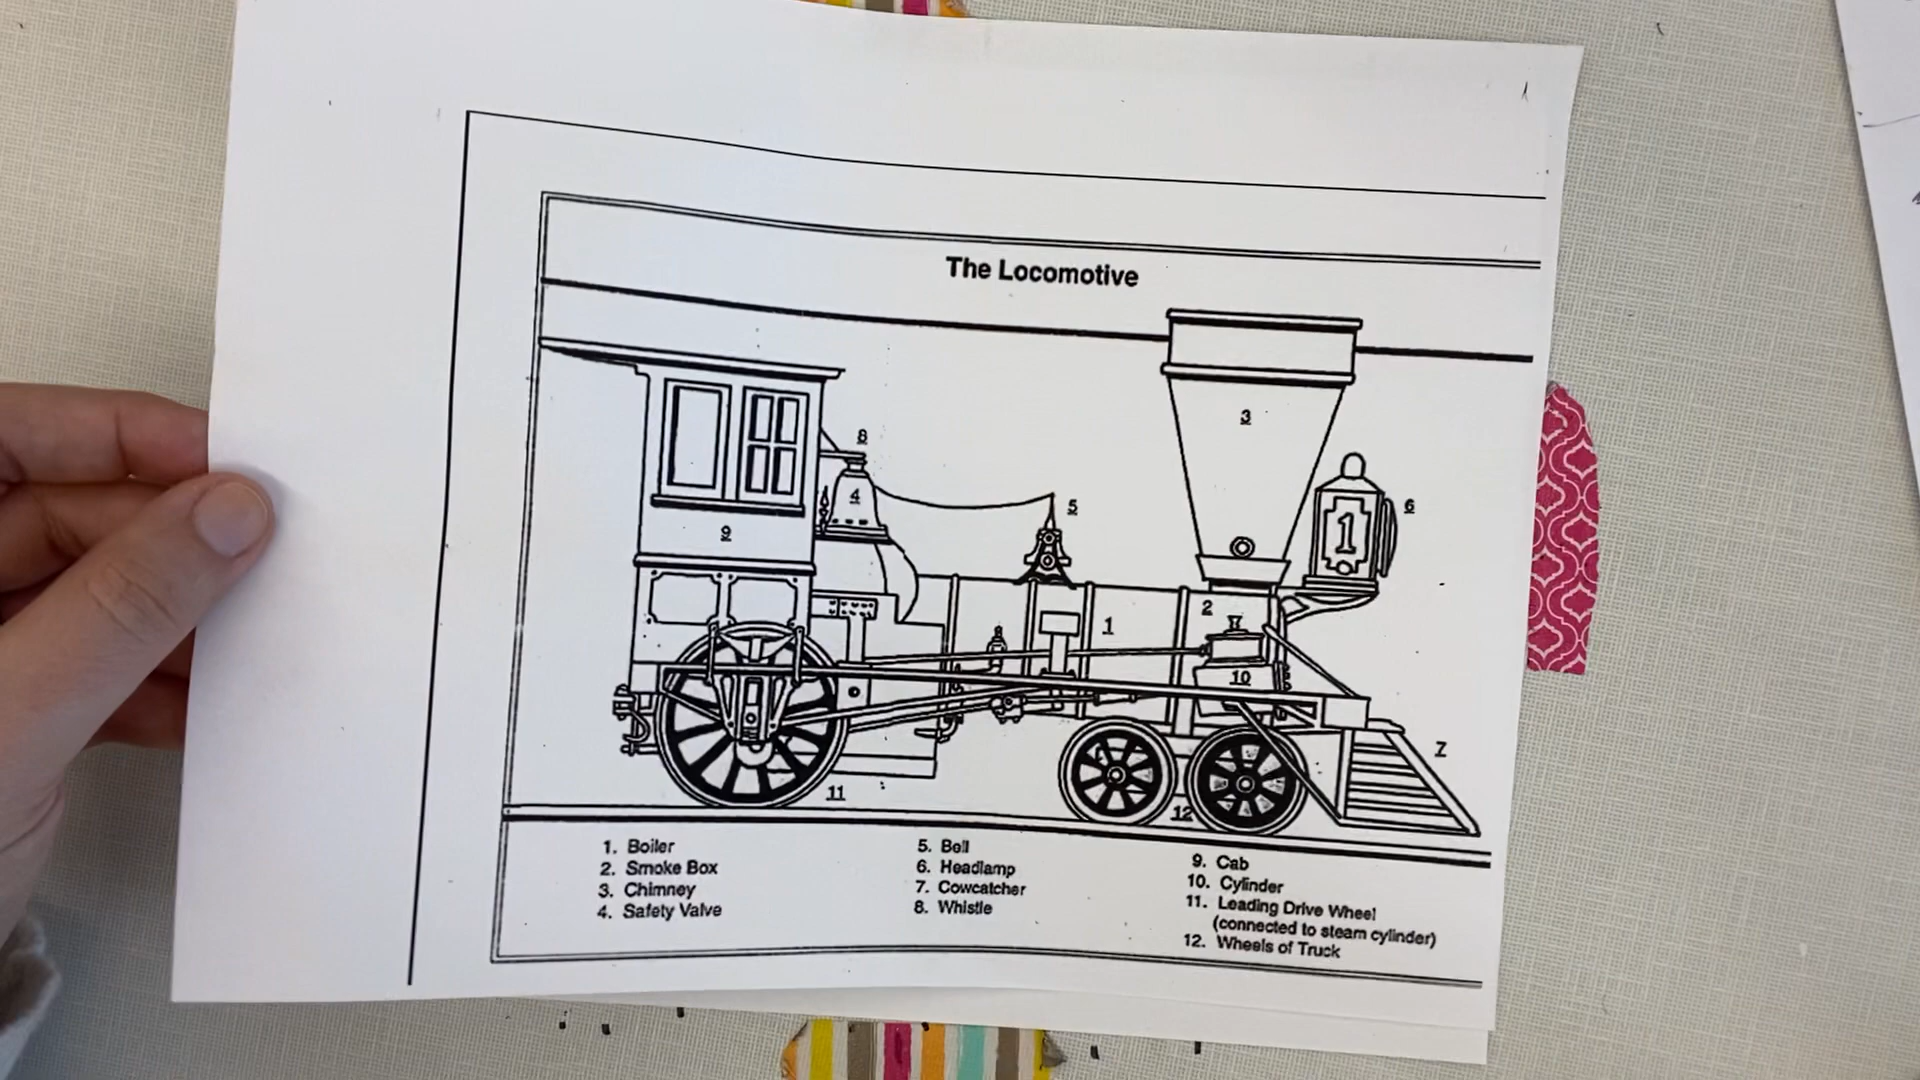 The Locomotive
3
8
4
5
6
1
9
2
1
10
7
11
12
1. Boiler
2. Smoke Box
3. Chimney
4. Safety Valve
5. Bell
6. Headlamp
7. Cowcatcher
8. Whistle
9. Cab
10. Cylinder
11. Leading Drive Wheel
(connected to steam cylinder)
12. Wheels of Truck